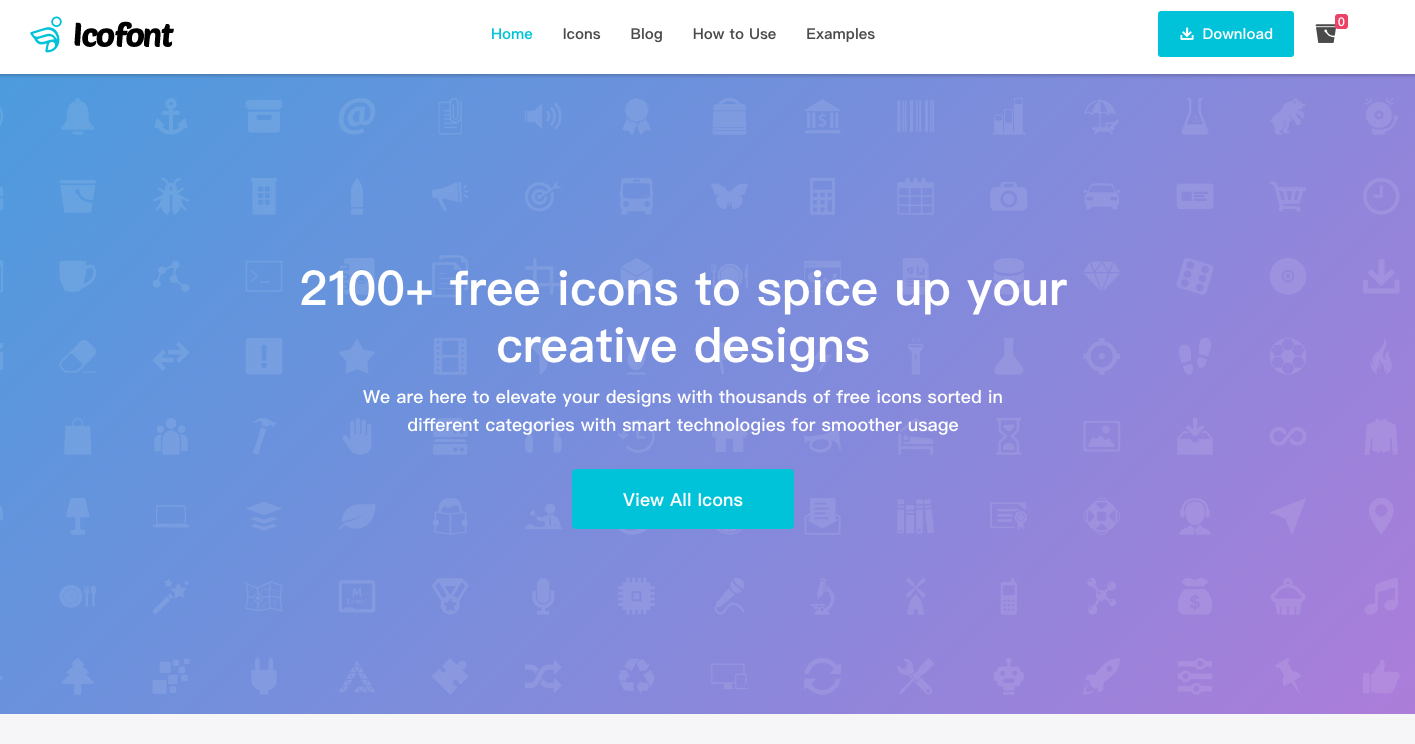 Icofont
Home
Icons
Blog
How to Use
Examples
Download
0
2100+ free icons to spice up your
creative designs
We are here to elevate your designs with thousands of free icons sorted in
different categories with smart technologies for smoother usage
View All Icons